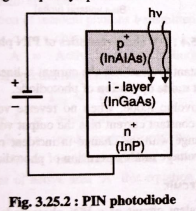 hν
p⁺
(InAlAs)
+
−
i - layer
(InGaAs)
n⁺
(InP)
Fig. 3.25.2 : PIN photodiode